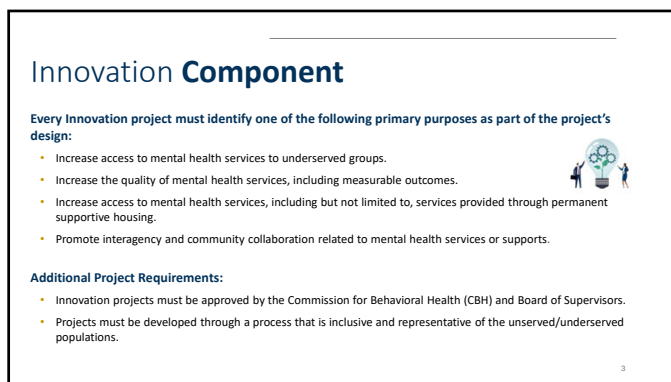 Innovation Component
Every Innovation project must identify one of the following primary purposes as part of the project's
design:
• Increase access to mental health services to underserved groups.
• Increase the quality of mental health services, including measurable outcomes.
• Increase access to mental health services, including but not limited to, services provided through permanent
supportive housing.
• Promote interagency and community collaboration related to mental health services or supports.
Additional Project Requirements:
• Innovation projects must be approved by the Commission for Behavioral Health (CBH) and Board of Supervisors.
• Projects must be developed through a process that is inclusive and representative of the unserved/underserved
populations.
3